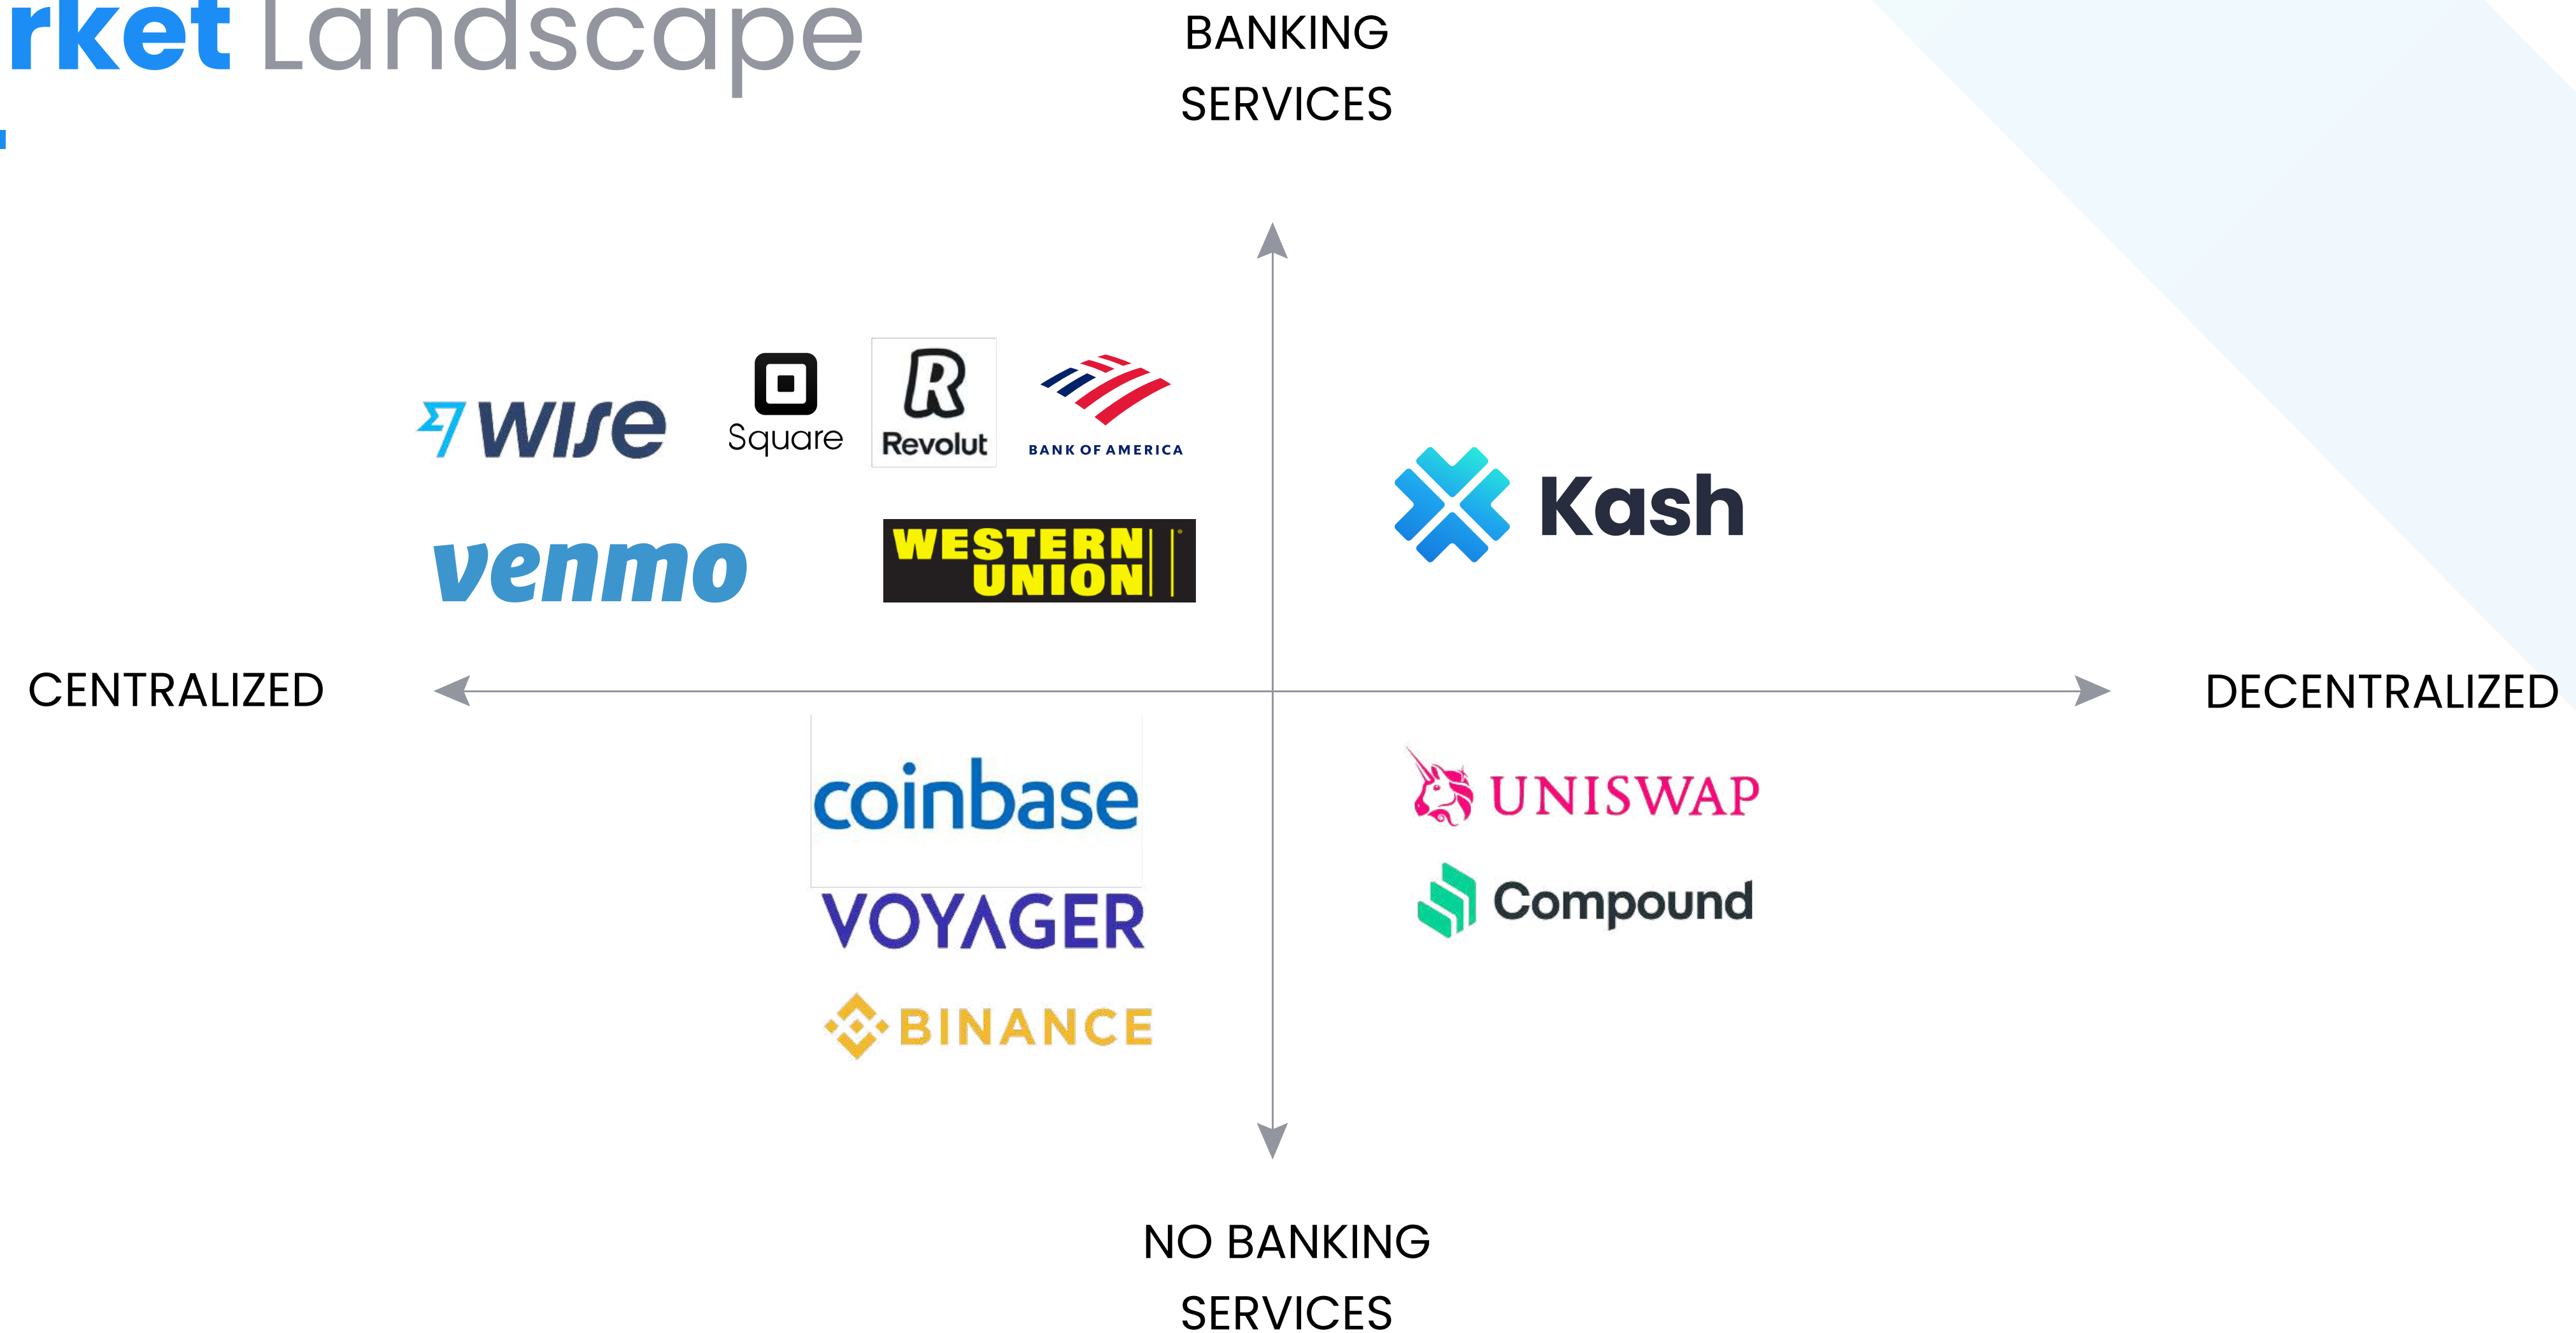 rket Landscape
BANKING
SERVICES
WISE
Square
R
Revolut
BANK OF AMERICA
Kash
venmo
WESTERN
UNION
CENTRALIZED
DECENTRALIZED
coinbase
UNISWAP
VOYAGER
Compound
BINANCE
NO BANKING
SERVICES